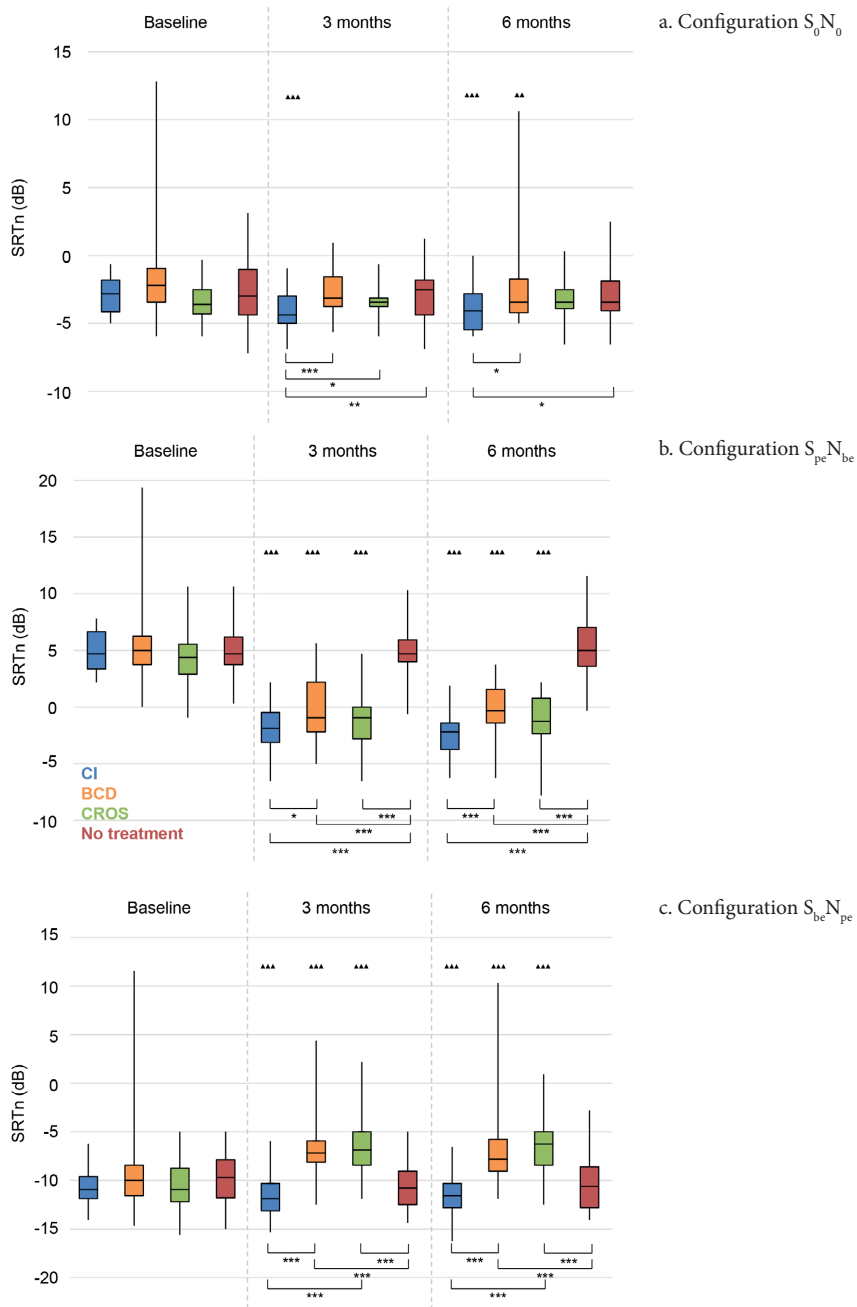 Baseline 3 months 6 months
a. Configuration S0N0
15
10
5
0
-5
-10
SRTn (dB)
▲▲▲ ▲▲▲ ▲▲
*** *
*
** *
Baseline 3 months 6 months
b. Configuration SpeNbe
20
15
10
5
0
-5
-10
SRTn (dB)
▲▲▲ ▲▲▲ ▲▲▲ ▲▲▲ ▲▲▲ ▲▲▲
CI
BCD
CROS
No treatment
* *** *** ***
*** ***
*** ***
Baseline 3 months 6 months
c. Configuration SbeNpe
15
10
5
0
-5
-10
-15
-20
SRTn (dB)
▲▲▲ ▲▲▲ ▲▲▲ ▲▲▲ ▲▲▲ ▲▲▲
*** *** *** ***
*** ***
*** ***